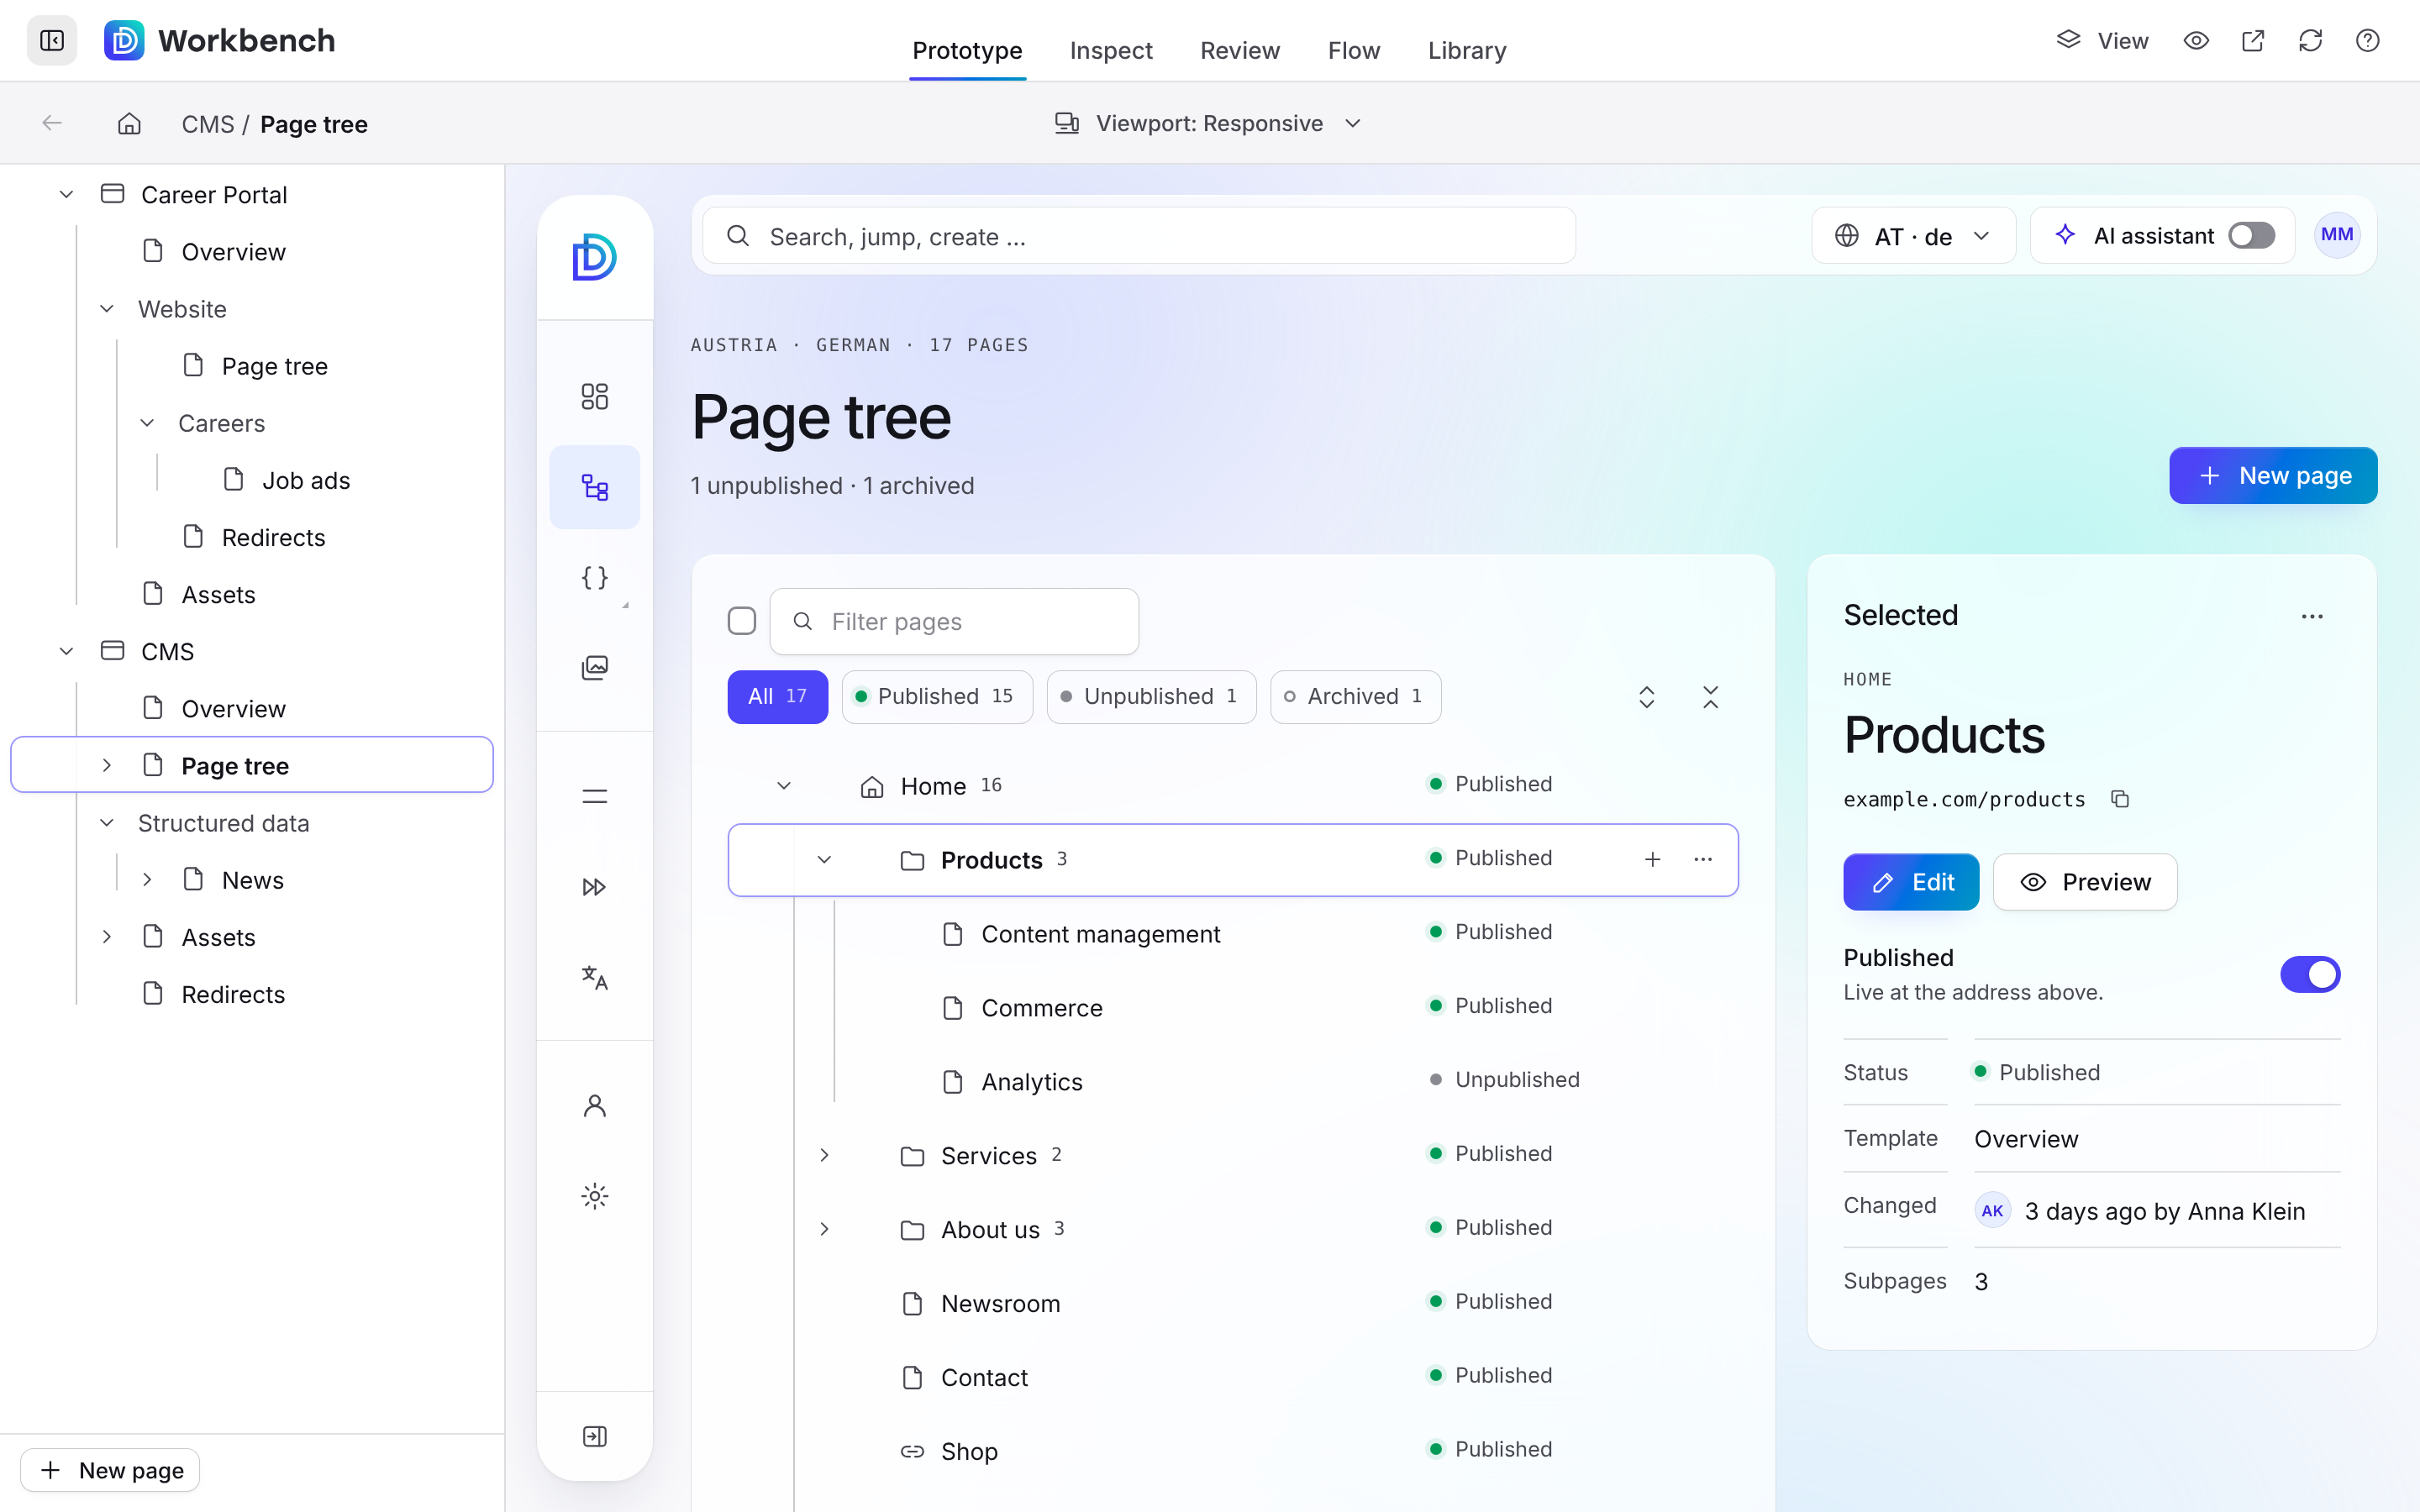 Workbench
Prototype
Inspect
Review
Flow
Library
View
CMS / Page tree
Viewport: Responsive
Career Portal
Overview
Website
Page tree
Careers
Job ads
Redirects
Assets
CMS
Overview
Page tree
Structured data
News
Assets
Redirects
New page
Search, jump, create ...
AT · de
AI assistant
MM
AUSTRIA · GERMAN · 17 PAGES
Page tree
1 unpublished · 1 archived
New page
Filter pages
All 17
Published 15
Unpublished 1
Archived 1
Home 16 Published
Products 3 Published
Content management Published
Commerce Published
Analytics Unpublished
Services 2 Published
About us 3 Published
Newsroom Published
Contact Published
Shop Published
Selected
HOME
Products
example.com/products
Edit
Preview
Published
Live at the address above.
Status Published
Template Overview
Changed AK 3 days ago by Anna Klein
Subpages 3